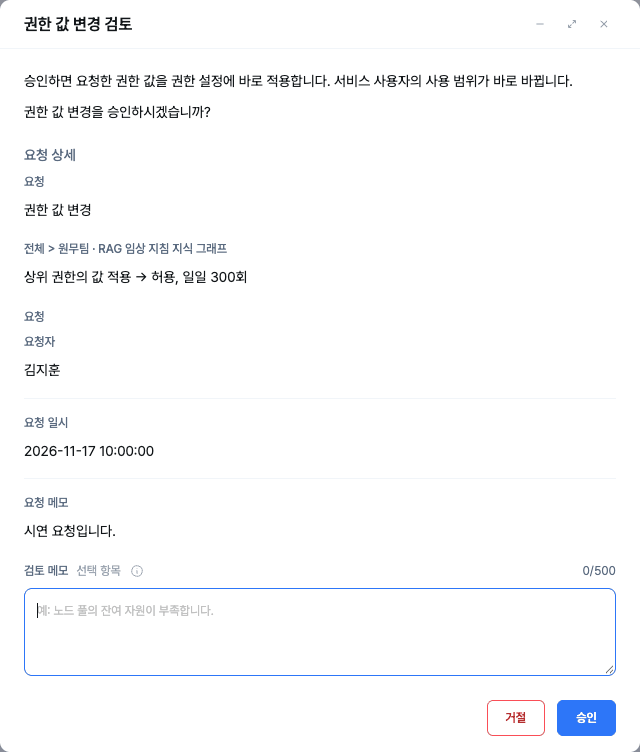 권한 값 변경 검토
승인하면 요청한 권한 값을 권한 설정에 바로 적용합니다. 서비스 사용자의 사용 범위가 바로 바뀝니다.
권한 값 변경을 승인하시겠습니까?
요청 상세
요청
권한 값 변경
전체 > 원무팀 · RAG 임상 지침 지식 그래프
상위 권한의 값 적용 → 허용, 일일 300회
요청
요청자
김지훈
요청 일시
2026-11-17 10:00:00
요청 메모
시연 요청입니다.
검토 메모 선택 항목 0/500
예: 노드 풀의 잔여 자원이 부족합니다.
거절 승인